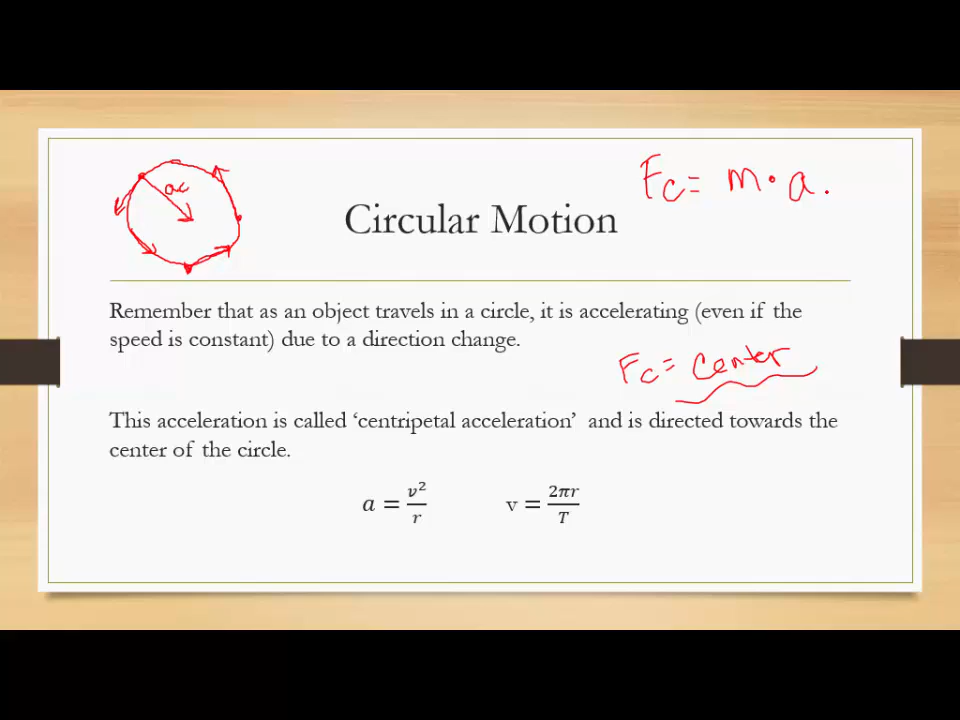 ac
Fc = m · a.
Circular Motion
Remember that as an object travels in a circle, it is accelerating (even if the
speed is constant) due to a direction change.
Fc = center
This acceleration is called ‘centripetal acceleration’ and is directed towards the
center of the circle.
a = v²/r v = 2πr/T